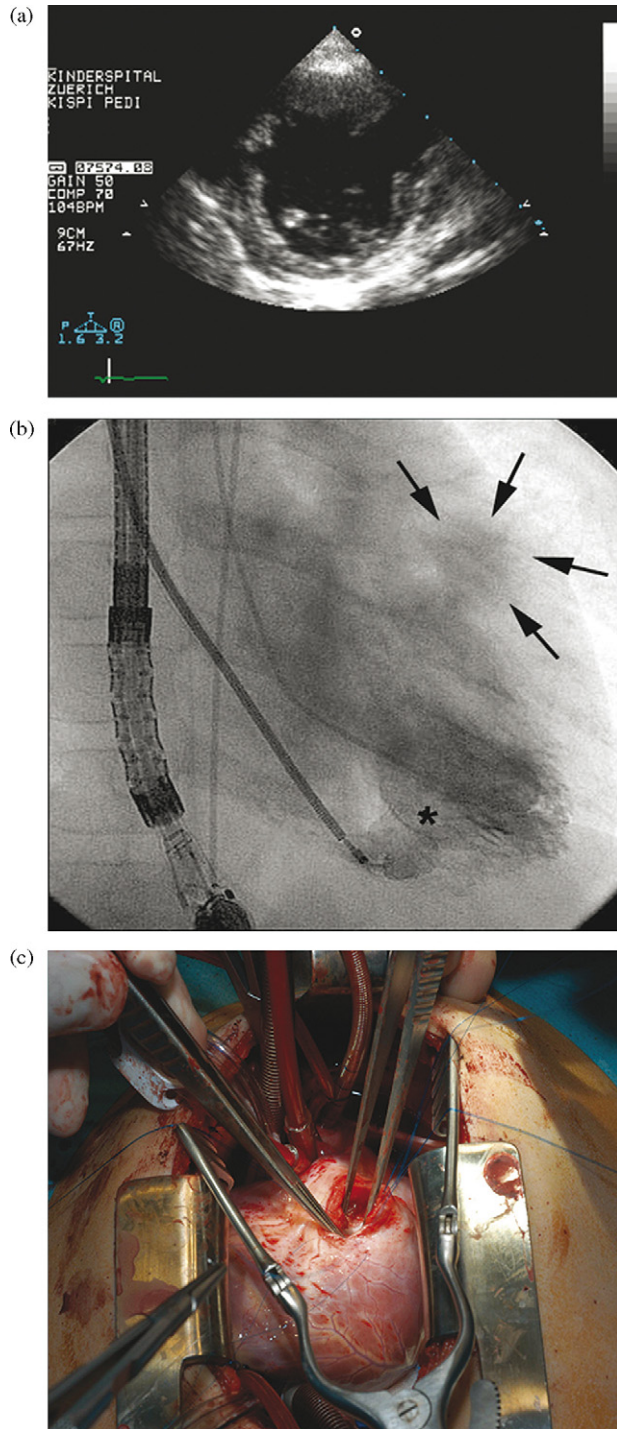 (a)
KINDERSPITAL
ZUERICH
KISPI PEDI
07574.08
GAIN 50
COMP 70
104BPM
9CM
67HZ
T
P R
1.6 3.2
(b)
*
(c)